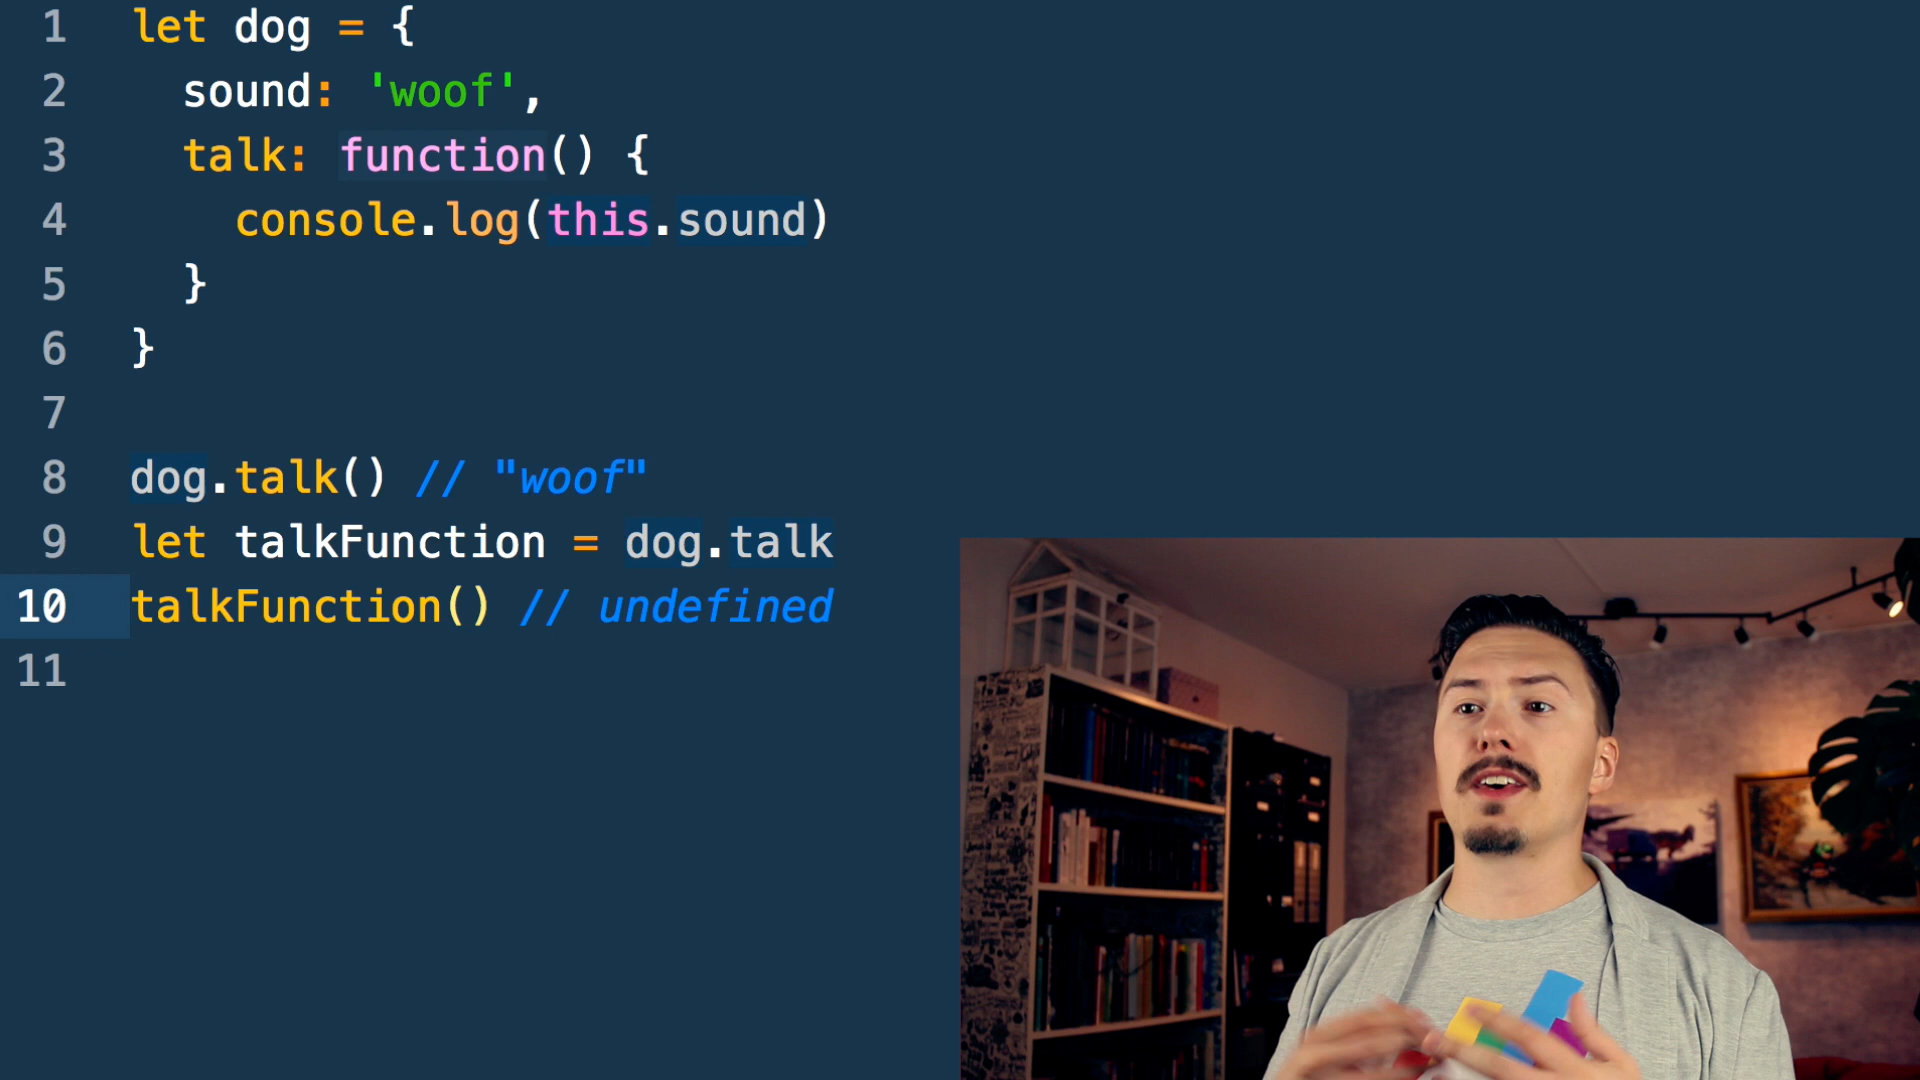 1 let dog = {
2 sound: 'woof',
3 talk: function() {
4 console.log(this.sound)
5 }
6 }
7
8 dog.talk() // "woof"
9 let talkFunction = dog.talk
10 talkFunction() // undefined
11